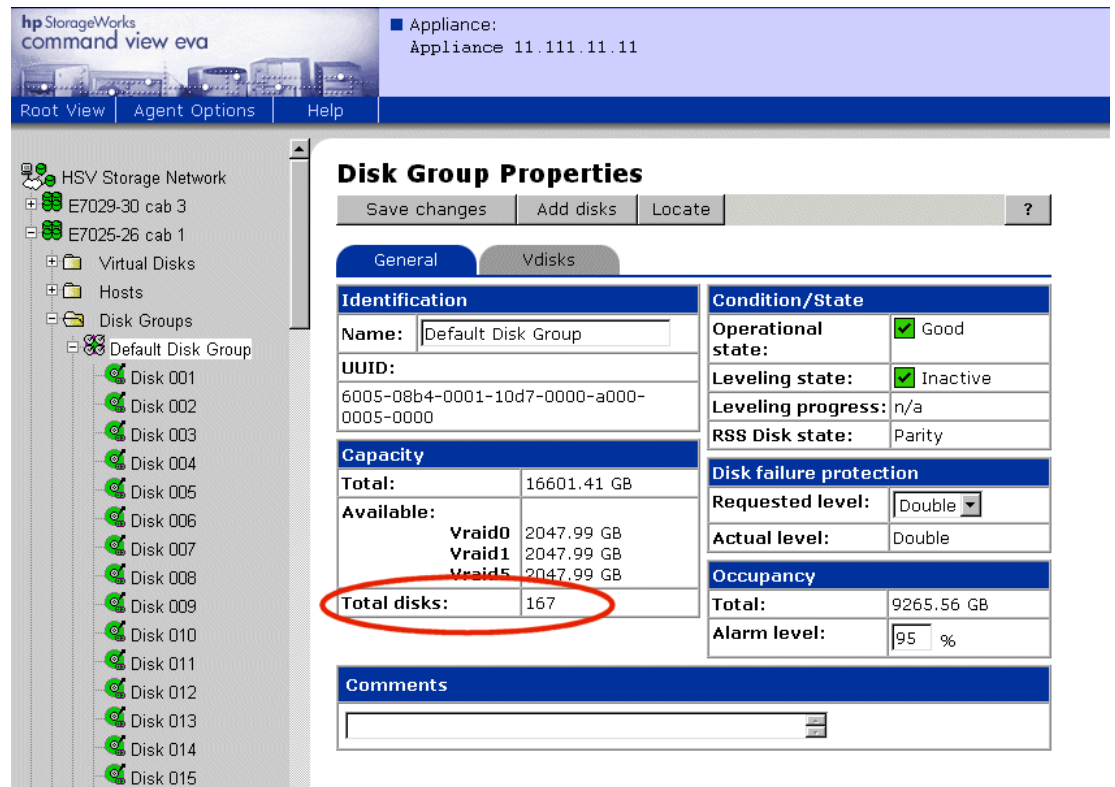 hp StorageWorks
command view eva
Appliance:
Appliance 11.111.11.11
Root View Agent Options Help
HSV Storage Network
E7029-30 cab 3
E7025-26 cab 1
Virtual Disks
Hosts
Disk Groups
Default Disk Group
Disk 001
Disk 002
Disk 003
Disk 004
Disk 005
Disk 006
Disk 007
Disk 008
Disk 009
Disk 010
Disk 011
Disk 012
Disk 013
Disk 014
Disk 015
Disk Group Properties
Save changes Add disks Locate ?
General Vdisks
Identification
Name: Default Disk Group
UUID:
6005-08b4-0001-10d7-0000-a000-
0005-0000
Capacity
Total: 16601.41 GB
Available:
Vraid0 2047.99 GB
Vraid1 2047.99 GB
Vraid5 2047.99 GB
Total disks: 167
Condition/State
Operational Good
state:
Leveling state: Inactive
Leveling progress: n/a
RSS Disk state: Parity
Disk failure protection
Requested level: Double
Actual level: Double
Occupancy
Total: 9265.56 GB
Alarm level: 95 %
Comments